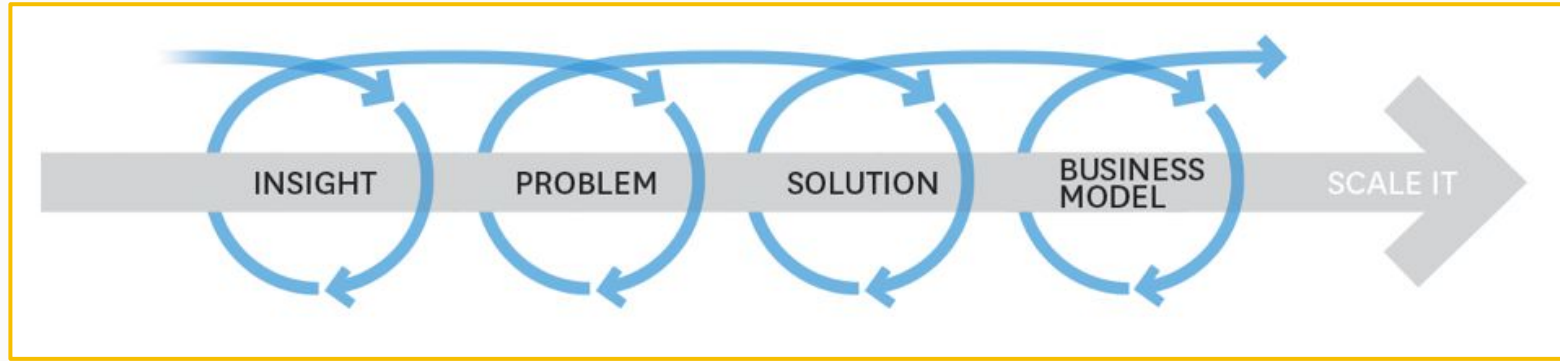 INSIGHT
PROBLEM
SOLUTION
BUSINESS
MODEL
SCALE IT